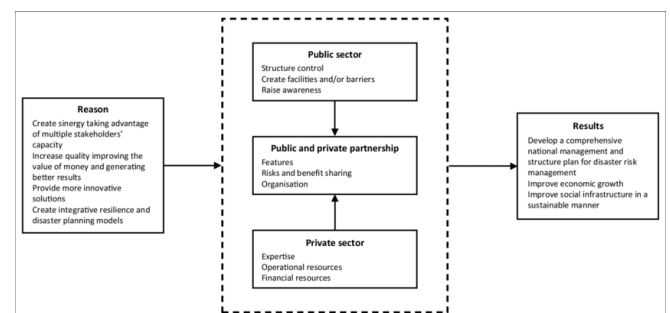 Reason
Create sinergy taking advantage
of multiple stakeholders'
capacity
Increase quality improving the
value of money and generating
better results
Provide more innovative
solutions
Create integrative resilience and
disaster planning models
Public sector
Structure control
Create facilities and/or barriers
Raise awareness
Public and private partnership
Features
Risks and benefit sharing
Organisation
Private sector
Expertise
Operational resources
Financial resources
Results
Develop a comprehensive
national management and
structure plan for disaster risk
management
Improve economic growth
Improve social infrastructure in a
sustainable manner